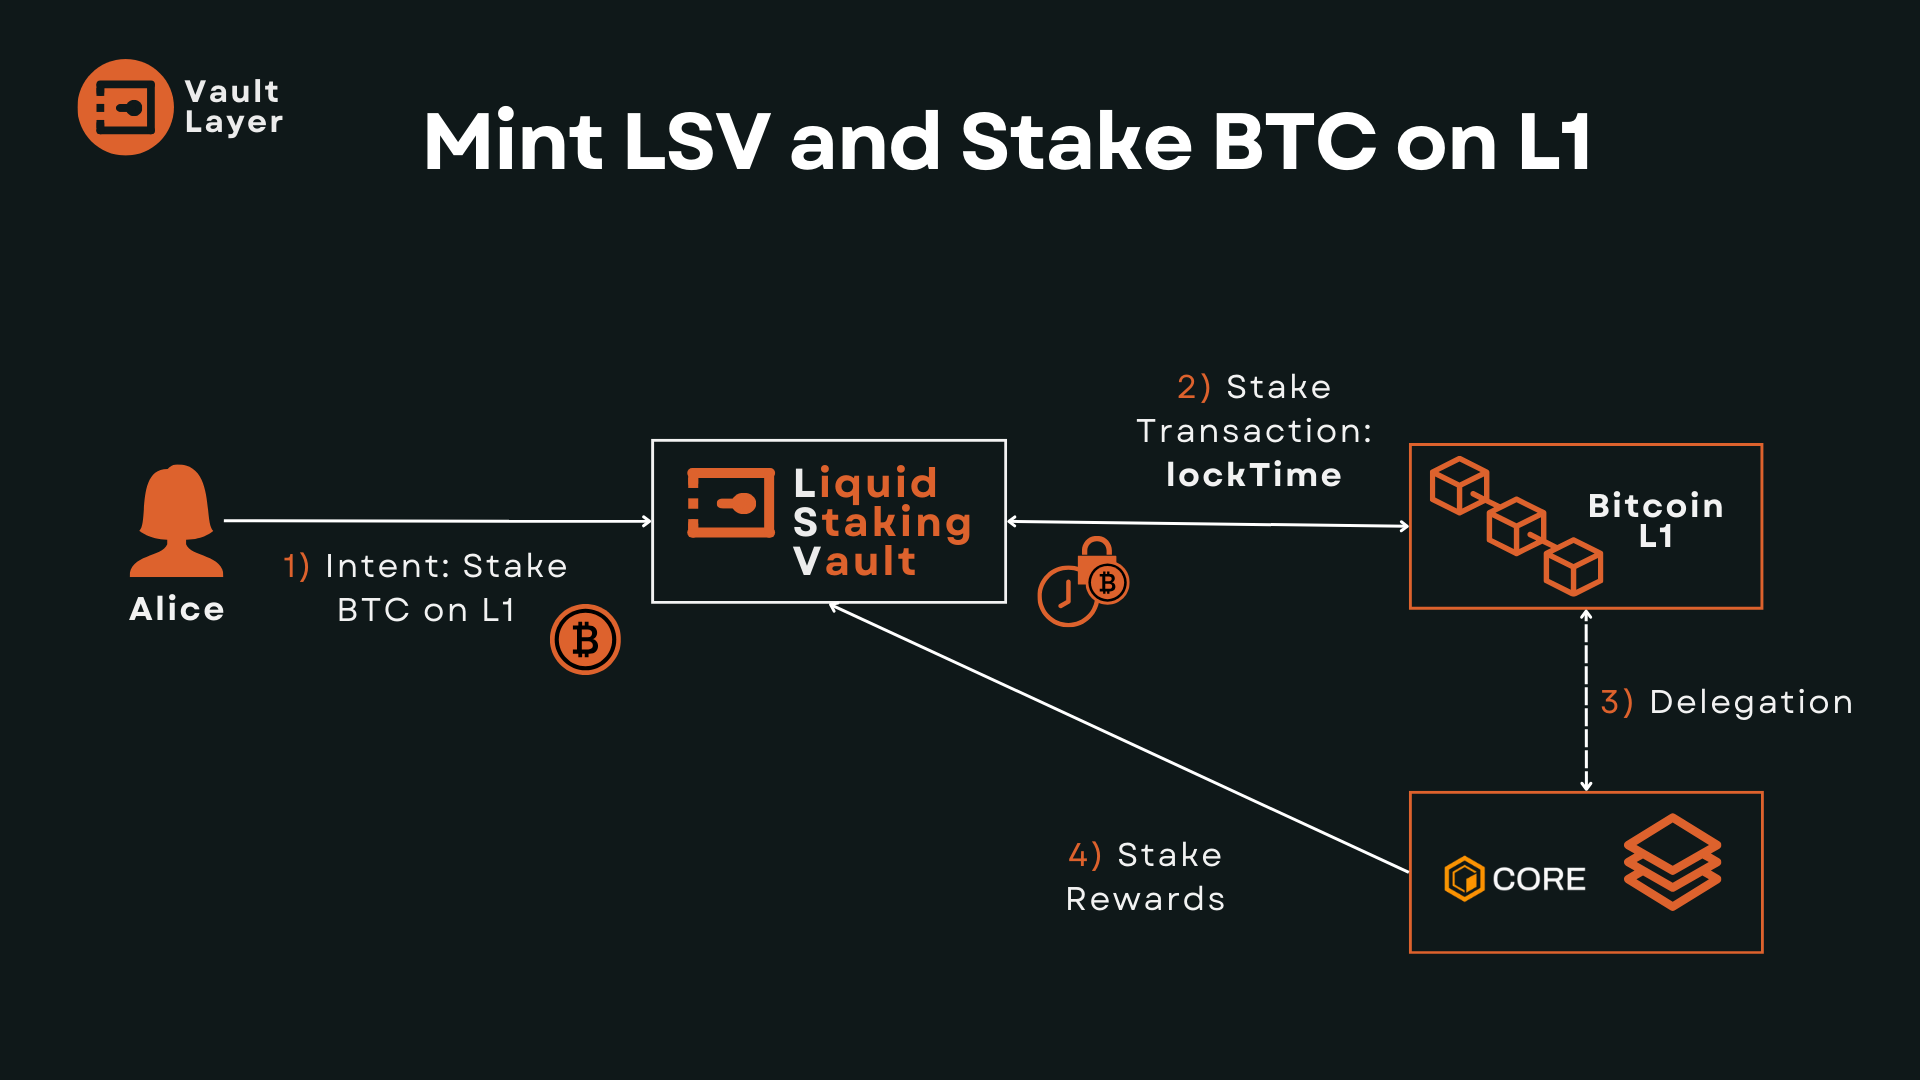 Vault
Layer
Mint LSV and Stake BTC on L1
Alice
1) Intent: Stake
BTC on L1
Liquid
Staking
Vault
2) Stake
Transaction:
lockTime
Bitcoin
L1
3) Delegation
4) Stake
Rewards
CORE